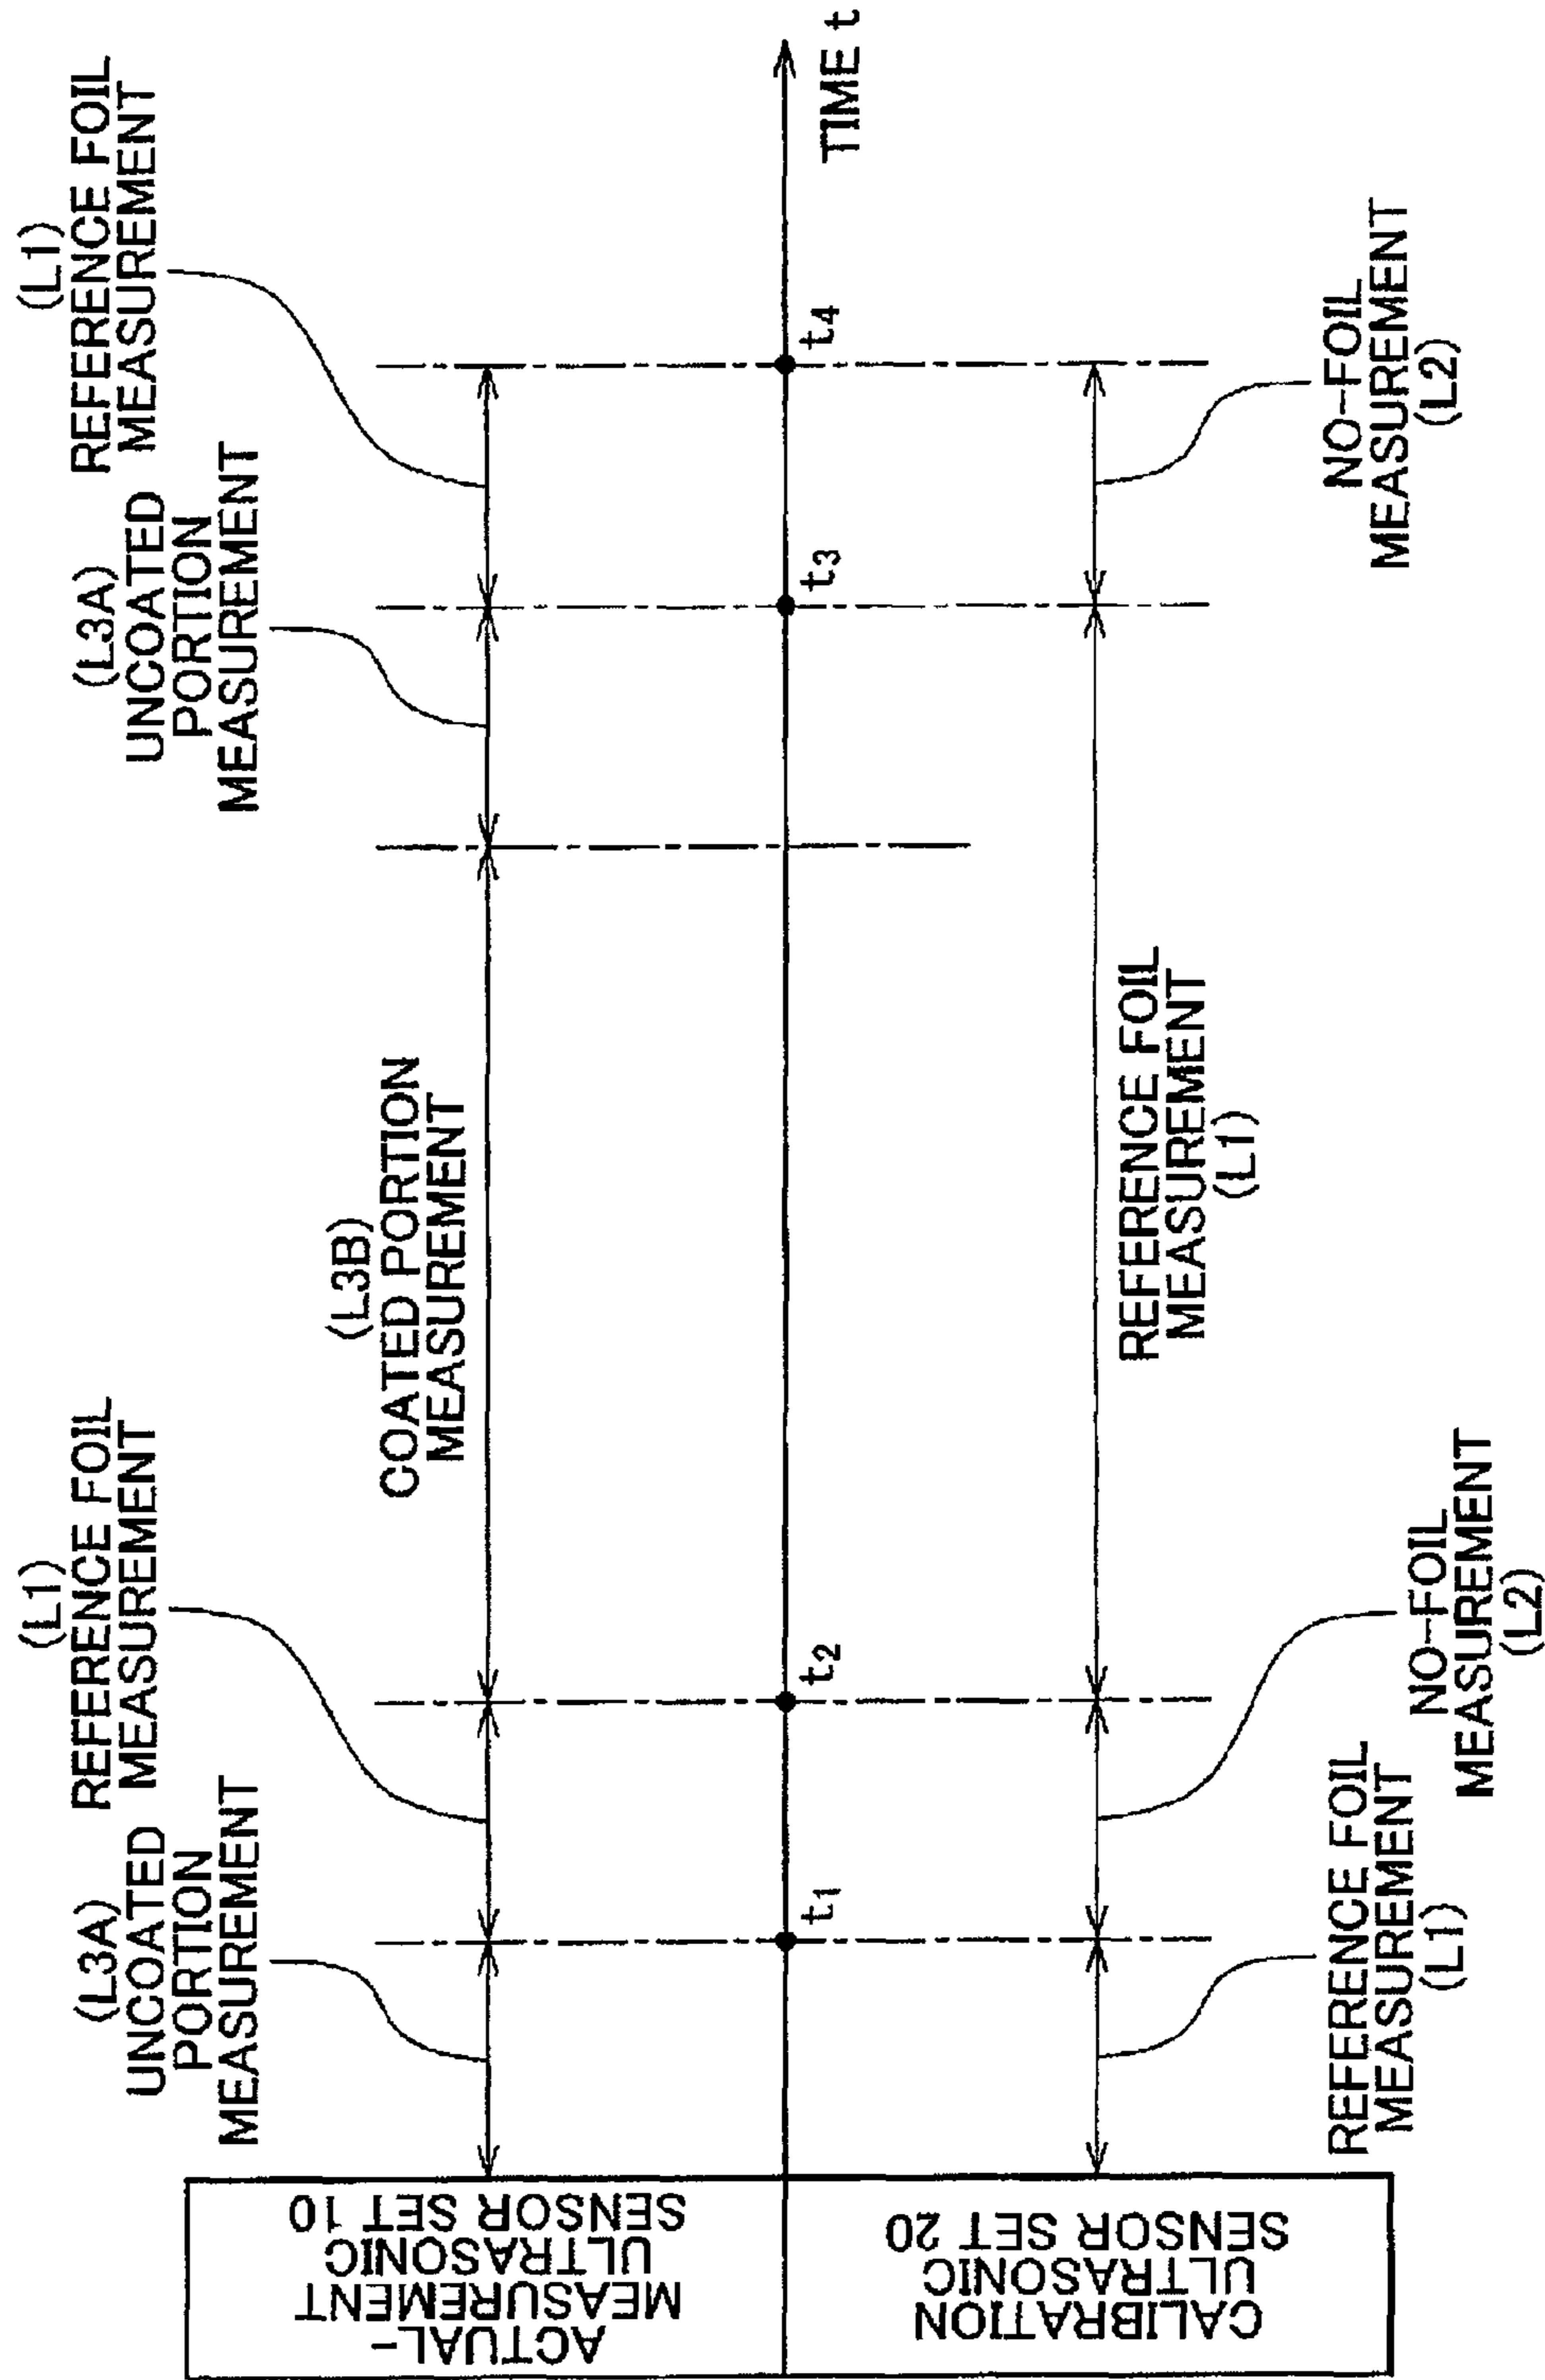 ACTUAL-
MEASUREMENT
ULTRASONIC
SENSOR SET 10
(L3A)
UNCOATED
PORTION
MEASUREMENT
(L1)
REFERENCE FOIL
MEASUREMENT
(L3B)
COATED PORTION
MEASUREMENT
(L3A)
UNCOATED
PORTION
MEASUREMENT
(L1)
REFERENCE FOIL
MEASUREMENT
t1
t2
t3
t4
TIME t
CALIBRATION
ULTRASONIC
SENSOR SET 20
REFERENCE FOIL
MEASUREMENT
(L1)
NO-FOIL
MEASUREMENT
(L2)
REFERENCE FOIL
MEASUREMENT
(L1)
NO-FOIL
MEASUREMENT
(L2)